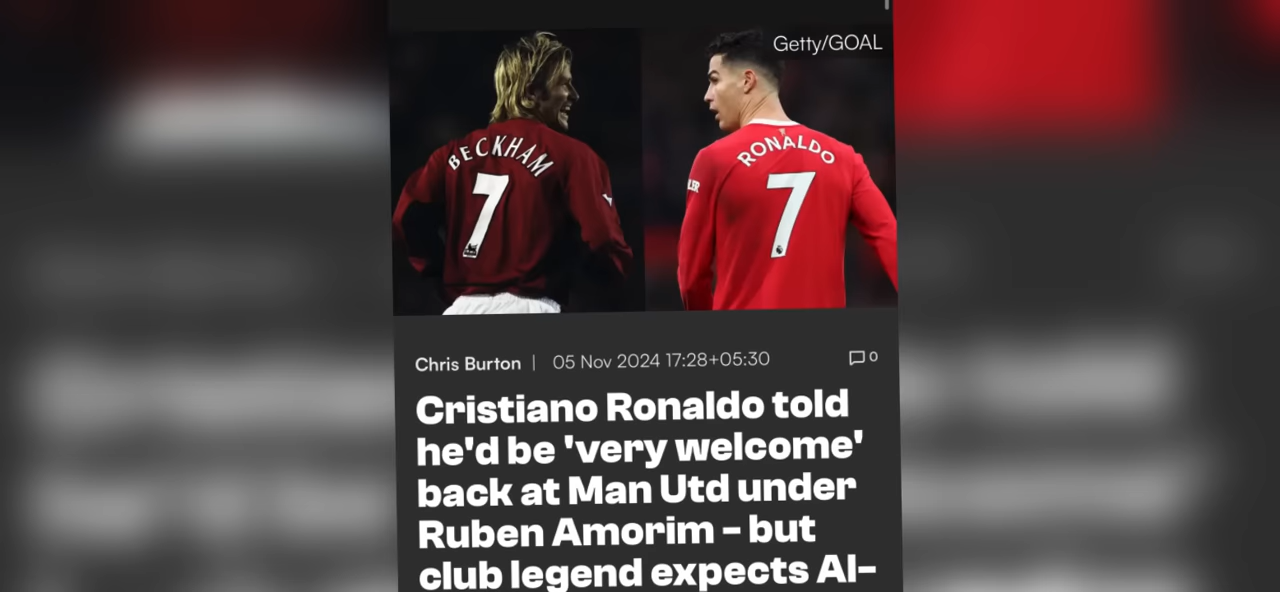 Getty/GOAL
BECKHAM
7
RONALDO
7
Chris Burton | 05 Nov 2024 17:28+05:30
0
Cristiano Ronaldo told
he'd be 'very welcome'
back at Man Utd under
Ruben Amorim – but
club legend expects Al-